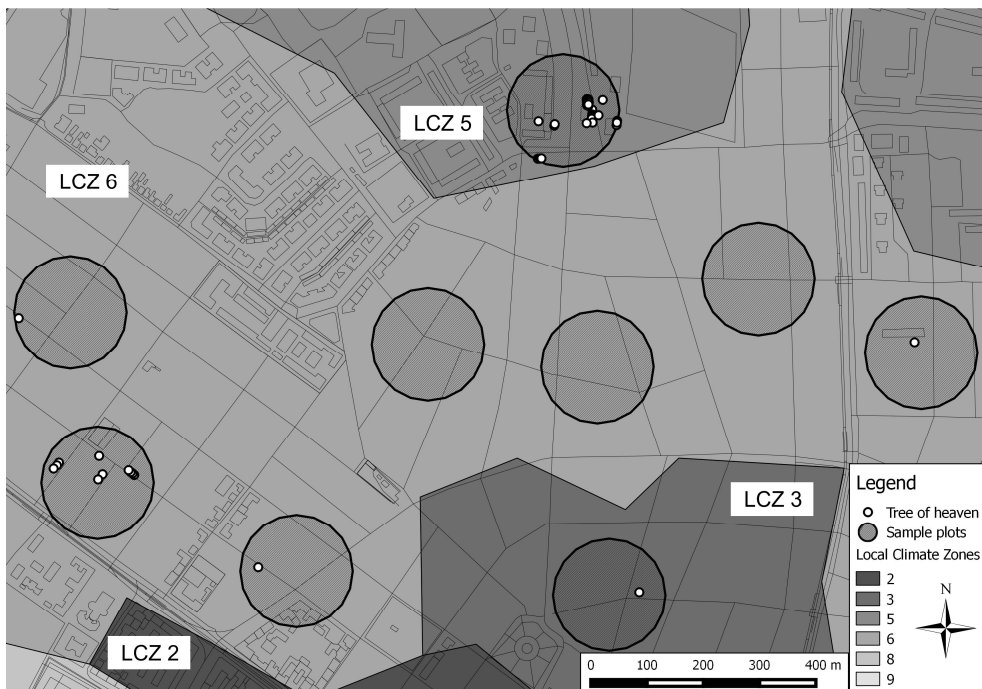 LCZ 5
LCZ 6
LCZ 3
LCZ 2
Legend
Tree of heaven
Sample plots
Local Climate Zones
2
3
5
6
8
9
N
0 100 200 300 400 m